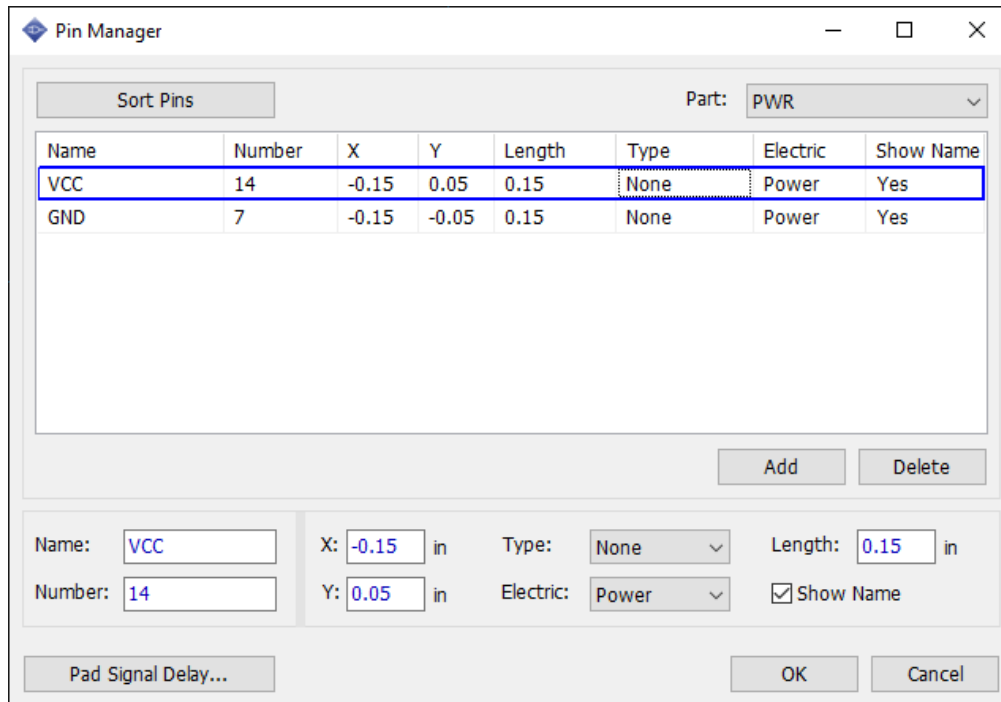 Pin Manager
Sort Pins Part: PWR
Name Number X Y Length Type Electric Show Name
VCC 14 -0.15 0.05 0.15 None Power Yes
GND 7 -0.15 -0.05 0.15 None Power Yes
Add Delete
Name: VCC X: -0.15 in Type: None Length: 0.15 in
Number: 14 Y: 0.05 in Electric: Power Show Name
Pad Signal Delay... OK Cancel